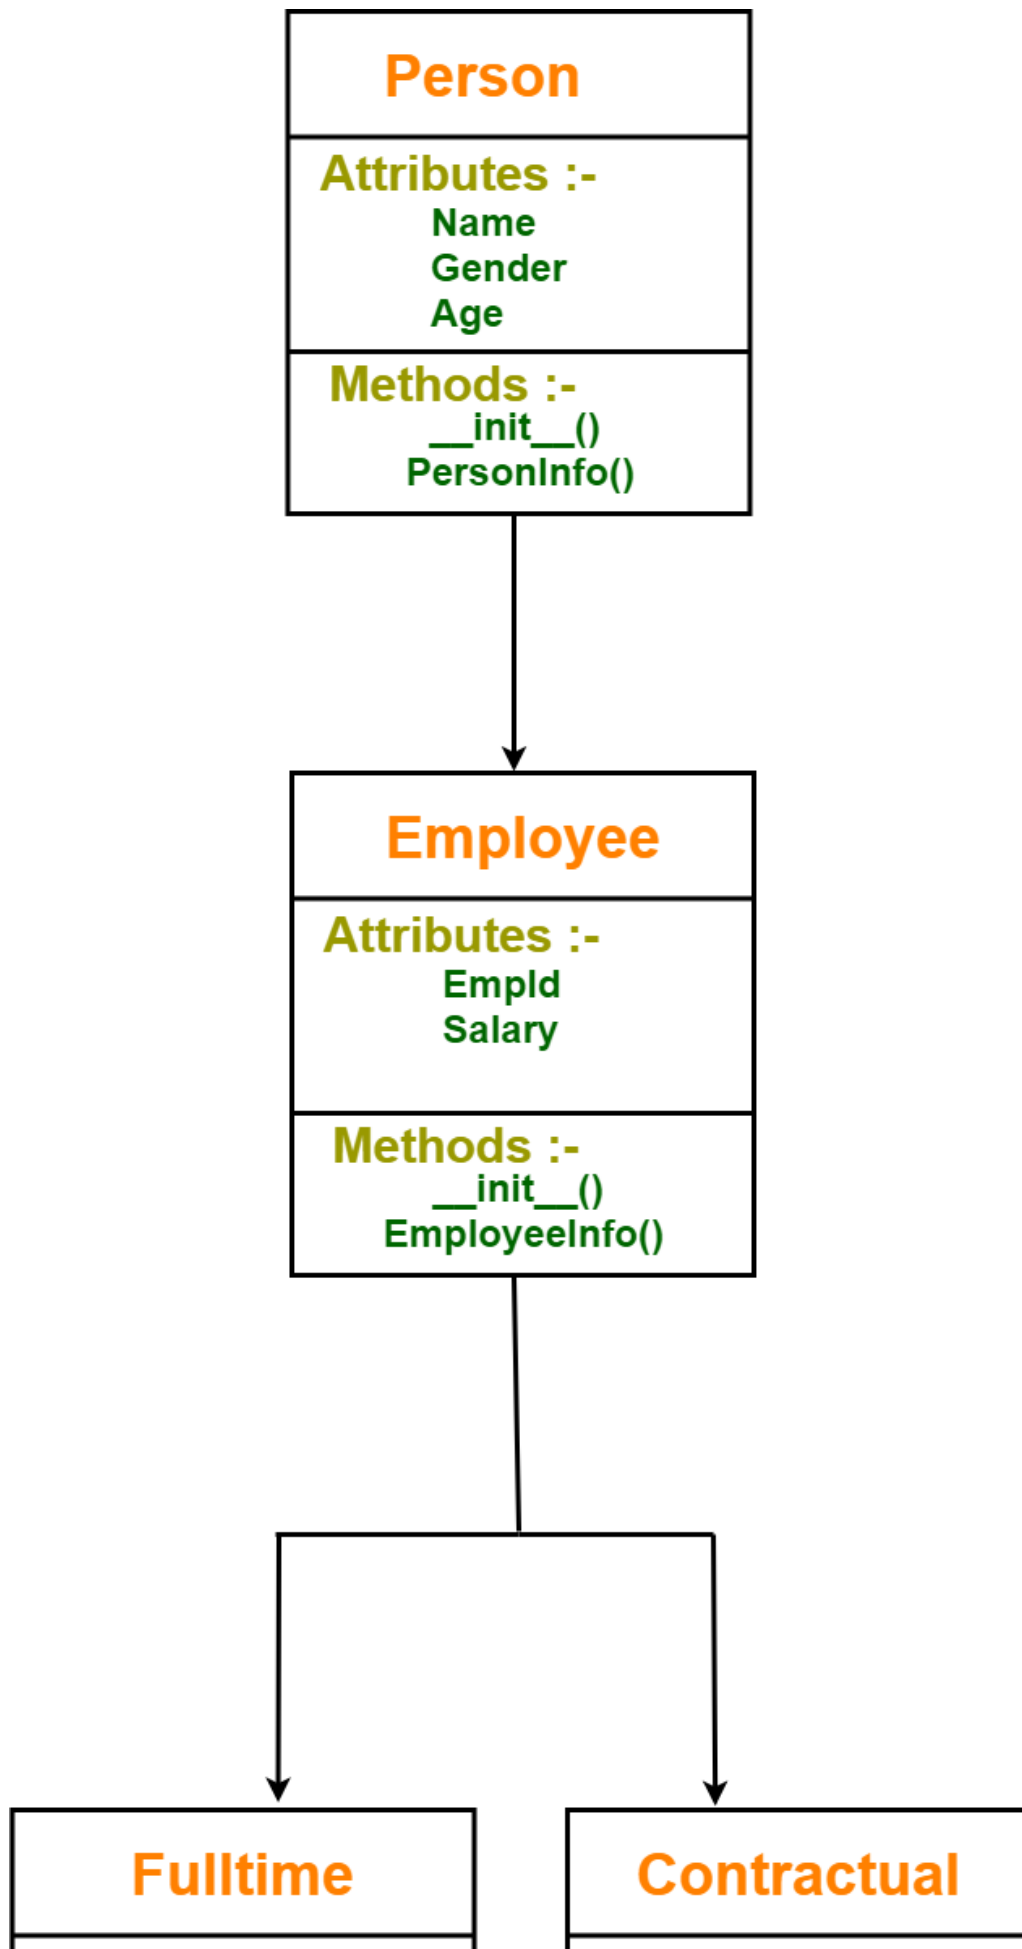 Person
Attributes :-
Name
Gender
Age
Methods :-
__init__()
PersonInfo()
Employee
Attributes :-
EmpId
Salary
Methods :-
__init__()
EmployeeInfo()
Fulltime
Contractual